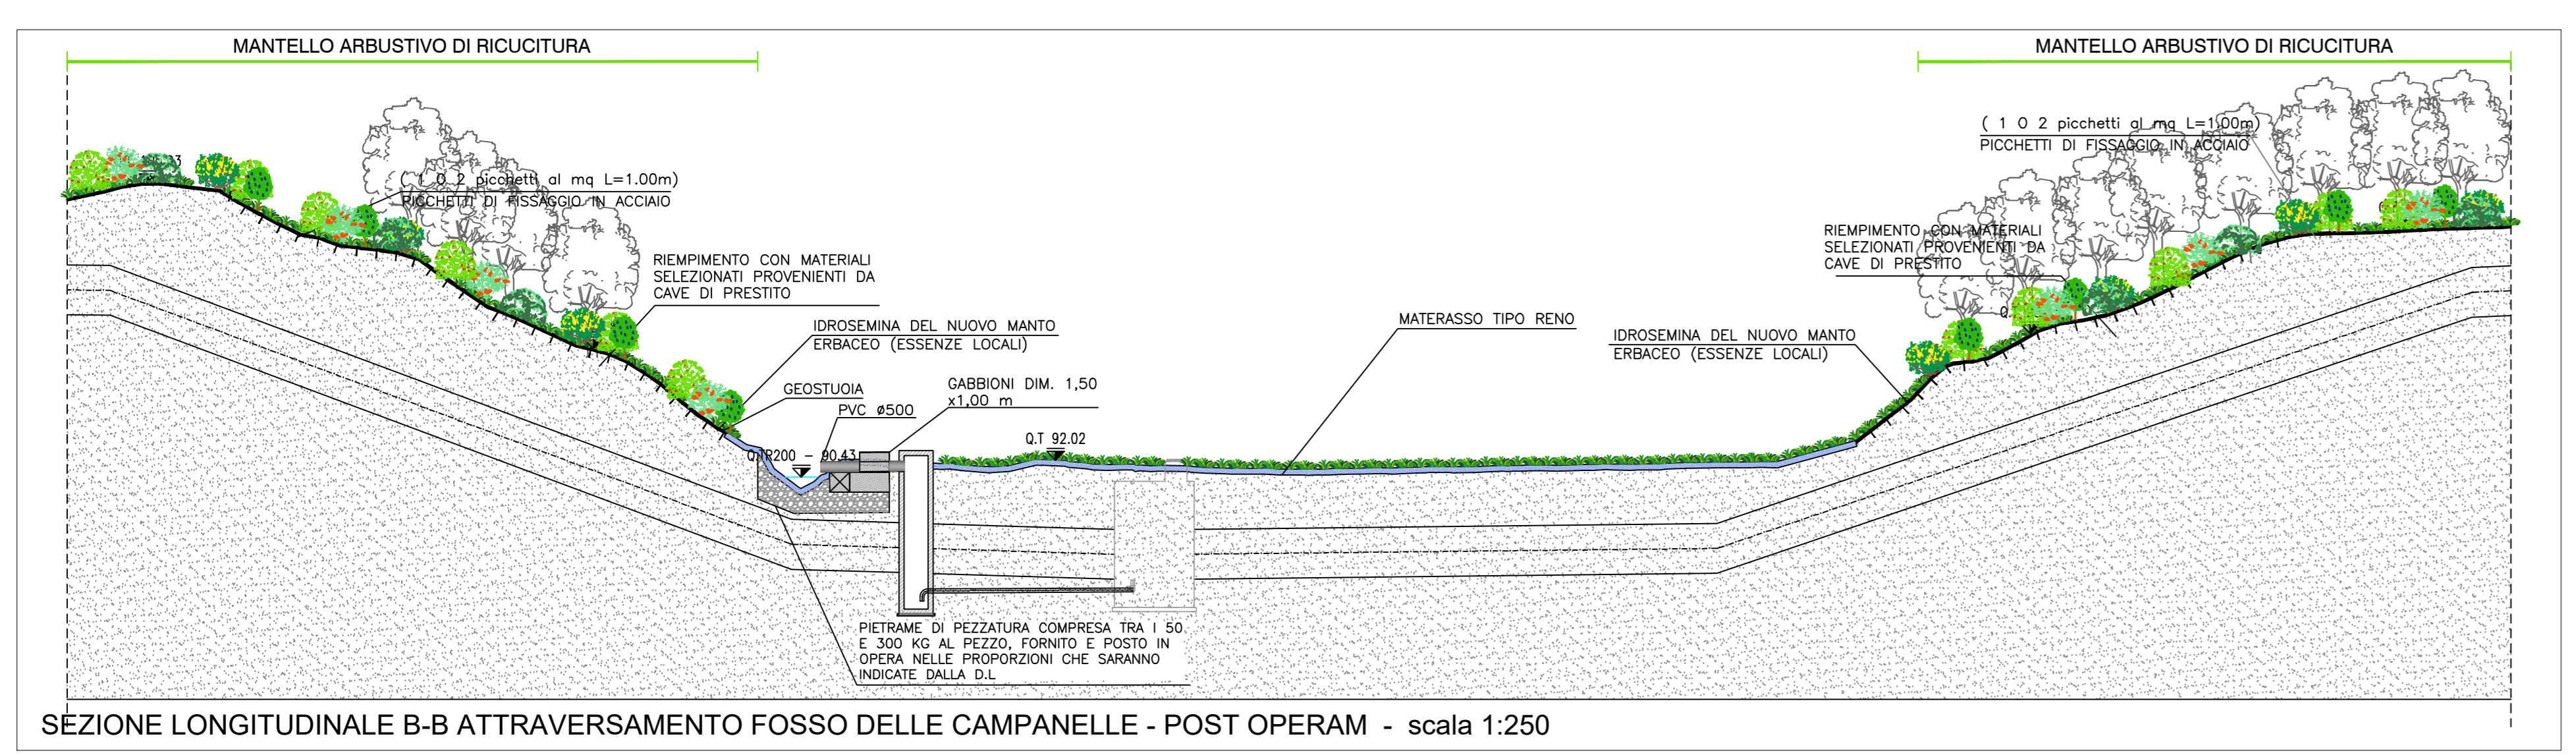 MANTELLO ARBUSTIVO DI RICUCITURA
MANTELLO ARBUSTIVO DI RICUCITURA
( 1 O 2 picchetti al mq L=1.00m)
PICCHETTI DI FISSAGGIO IN ACCIAIO
( 1 O 2 picchetti al mq L=1.00m)
PICCHETTI DI FISSAGGIO IN ACCIAIO
RIEMPIMENTO CON MATERIALI
SELEZIONATI PROVENIENTI DA
CAVE DI PRESTITO
RIEMPIMENTO CON MATERIALI
SELEZIONATI PROVENIENTI DA
CAVE DI PRESTITO
IDROSEMINA DEL NUOVO MANTO
ERBACEO (ESSENZE LOCALI)
MATERASSO TIPO RENO
IDROSEMINA DEL NUOVO MANTO
ERBACEO (ESSENZE LOCALI)
GEOSTUOIA
GABBIONI DIM. 1,50
x1,00 m
PVC ø500
Q.T 92.02
Q.TR200 - 90.43
PIETRAME DI PEZZATURA COMPRESA TRA I 50
E 300 KG AL PEZZO, FORNITO E POSTO IN
OPERA NELLE PROPORZIONI CHE SARANNO
INDICATE DALLA D.L
SEZIONE LONGITUDINALE B-B ATTRAVERSAMENTO FOSSO DELLE CAMPANELLE - POST OPERAM - scala 1:250